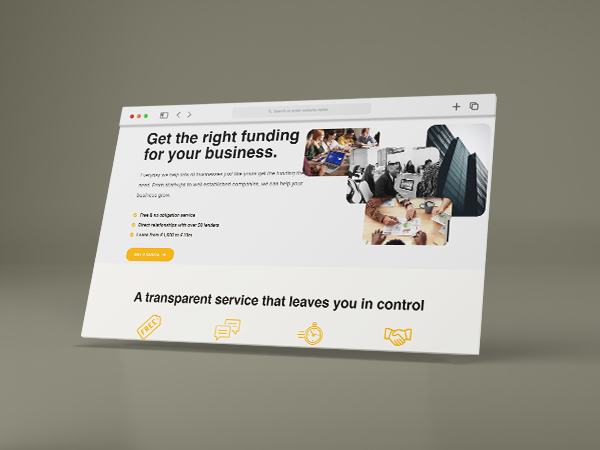 Search or enter website name
Get the right funding
for your business.
Everyday we help lots of businesses just like yours get the funding they
need. From startups to well established companies, we can help your
business grow.
Free & no obligation service
Direct relationships with over 50 lenders
Loans from £1,000 to £10m
A transparent service that leaves you in control
FREE